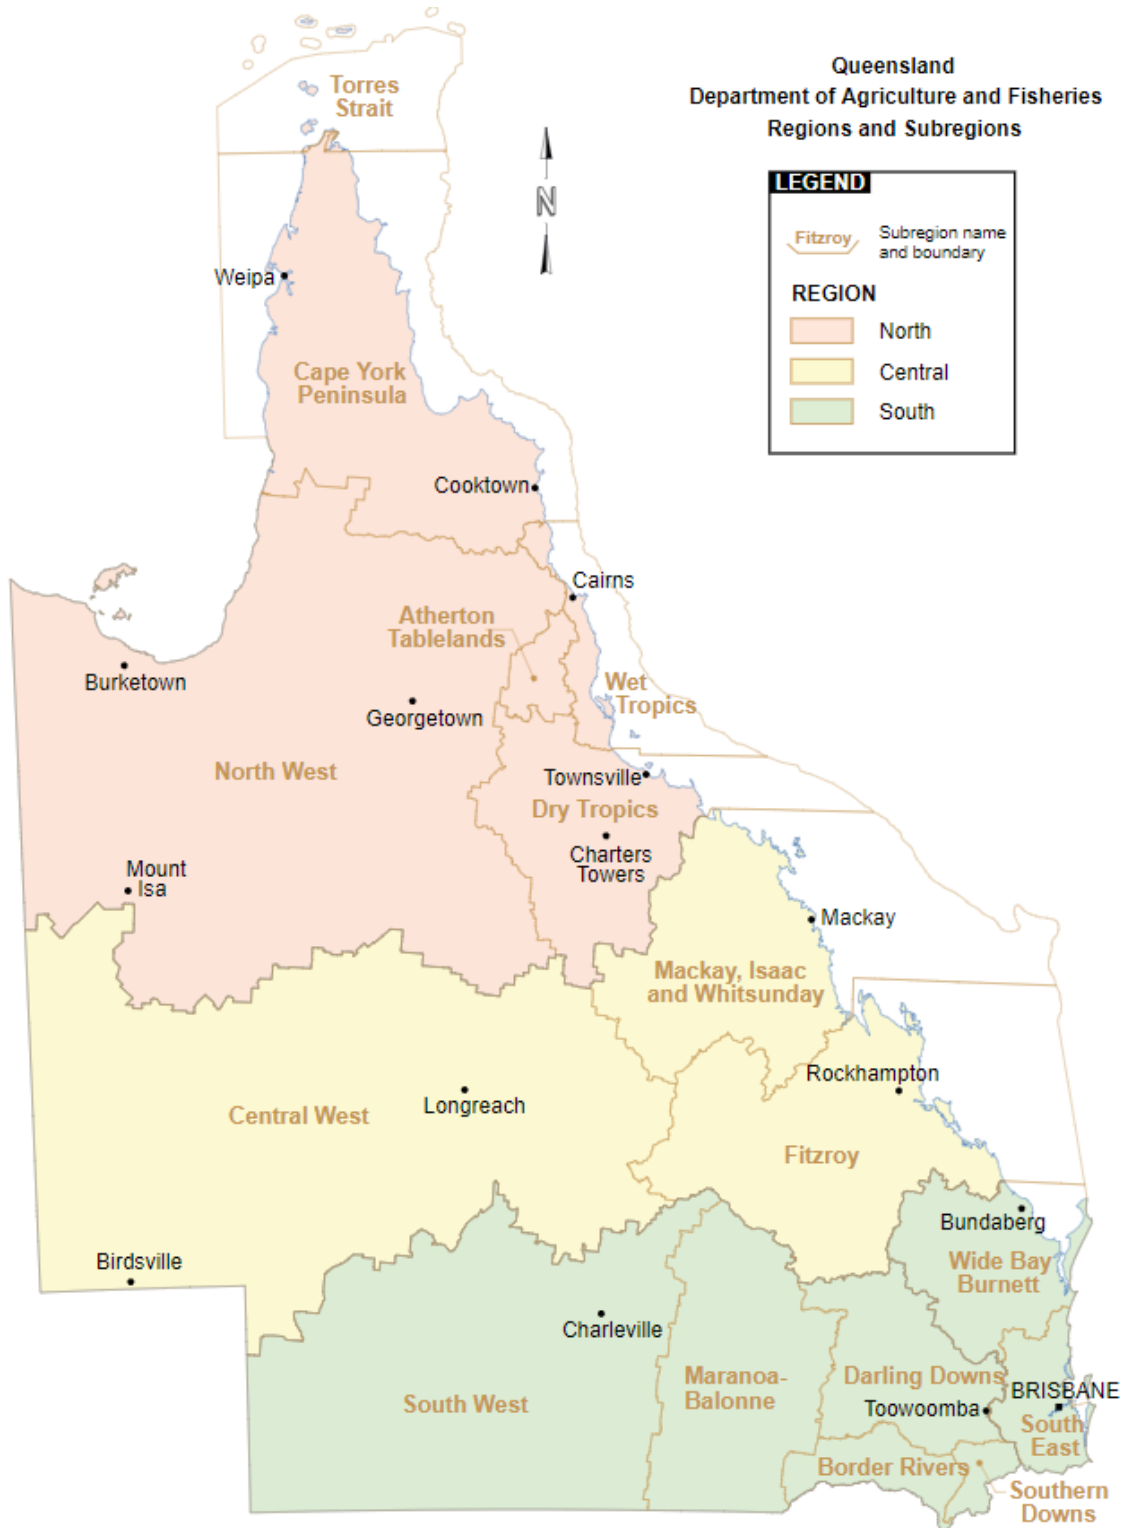 Queensland
Department of Agriculture and Fisheries
Regions and Subregions
LEGEND
Fitzroy
Subregion name
and boundary
REGION
North
Central
South
N
Torres
Strait
Weipa
Cape York
Peninsula
Cooktown
Cairns
Atherton
Tablelands
Burketown
Georgetown
Wet
Tropics
North West
Townsville
Dry Tropics
Charters
Towers
Mount
Isa
Mackay
Mackay, Isaac
and Whitsunday
Rockhampton
Longreach
Central West
Fitzroy
Bundaberg
Birdsville
Wide Bay
Burnett
Charleville
Maranoa-
Balonne
Darling Downs
BRISBANE
South West
Toowoomba
South
East
Border Rivers
Southern
Downs